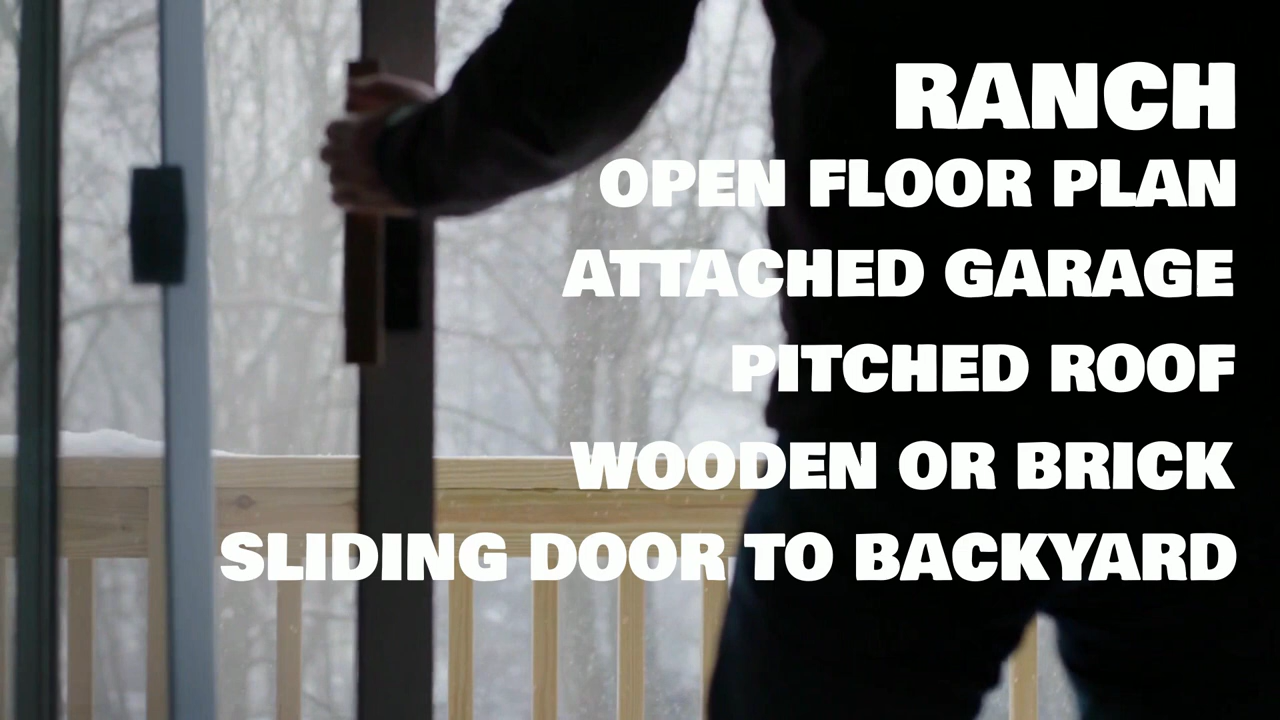 RANCH
OPEN FLOOR PLAN
ATTACHED GARAGE
PITCHED ROOF
WOODEN OR BRICK
SLIDING DOOR TO BACKYARD